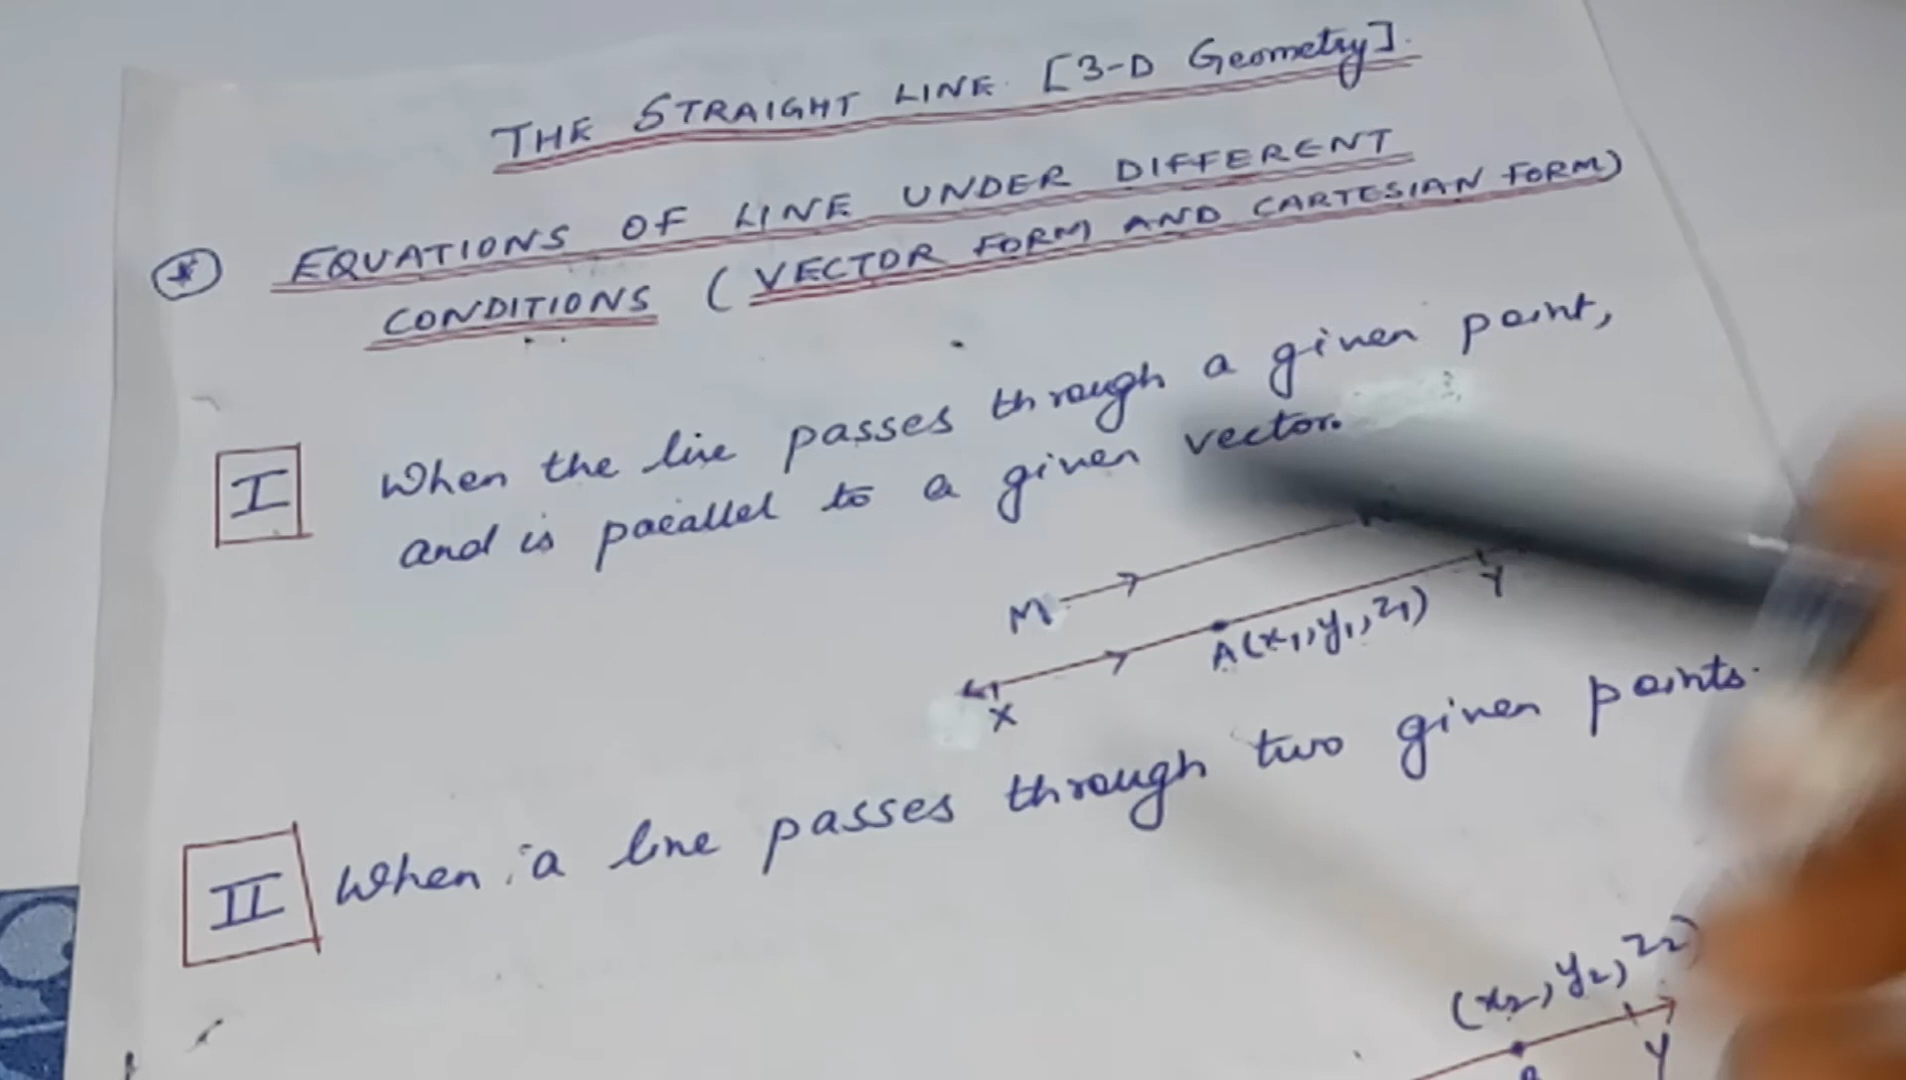 THE STRAIGHT LINE [3-D Geometry].
* EQUATIONS OF LINE UNDER DIFFERENT
CONDITIONS (VECTOR FORM AND CARTESIAN FORM)
I When the line passes through a given point,
and is parallel to a given vector.
M
Y
A(x₁, y₁, z₁)
X
II When a line passes through two given points.
(x₂, y₂, z₂)
Y